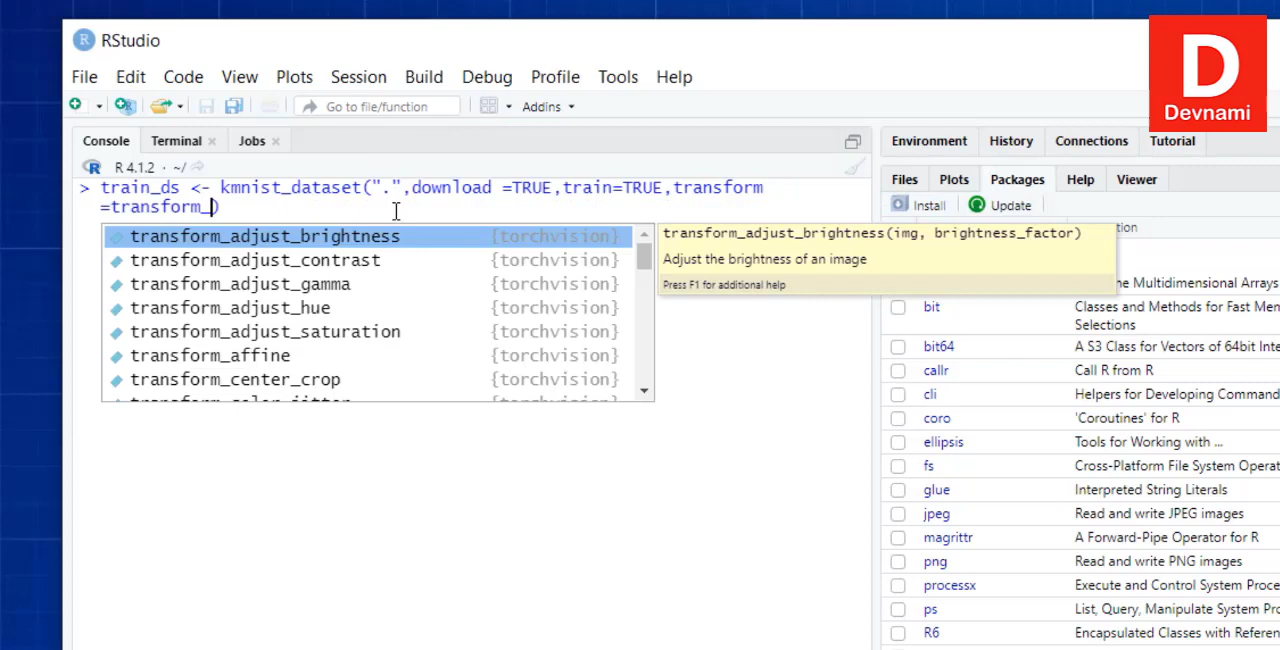 R RStudio
D
Devnami
File Edit Code View Plots Session Build Debug Profile Tools Help
Go to file/function Addins
Console Terminal Jobs
R R 4.1.2 · ~/
> train_ds <- kmnist_dataset(".",download =TRUE,train=TRUE,transform
=transform_)
transform_adjust_brightness {torchvision}
transform_adjust_contrast {torchvision}
transform_adjust_gamma {torchvision}
transform_adjust_hue {torchvision}
transform_adjust_saturation {torchvision}
transform_affine {torchvision}
transform_center_crop {torchvision}
transform_adjust_brightness(img, brightness_factor)
Adjust the brightness of an image
Press F1 for additional help
Environment History Connections Tutorial
Files Plots Packages Help Viewer
Install Update
tion
ne Multidimensional Arrays
bit Classes and Methods for Fast Mem
Selections
bit64 A S3 Class for Vectors of 64bit Inte
callr Call R from R
cli Helpers for Developing Command
coro 'Coroutines' for R
ellipsis Tools for Working with ...
fs Cross-Platform File System Operat
glue Interpreted String Literals
jpeg Read and write JPEG images
magrittr A Forward-Pipe Operator for R
png Read and write PNG images
processx Execute and Control System Proce
ps List, Query, Manipulate System Pro
R6 Encapsulated Classes with Referen